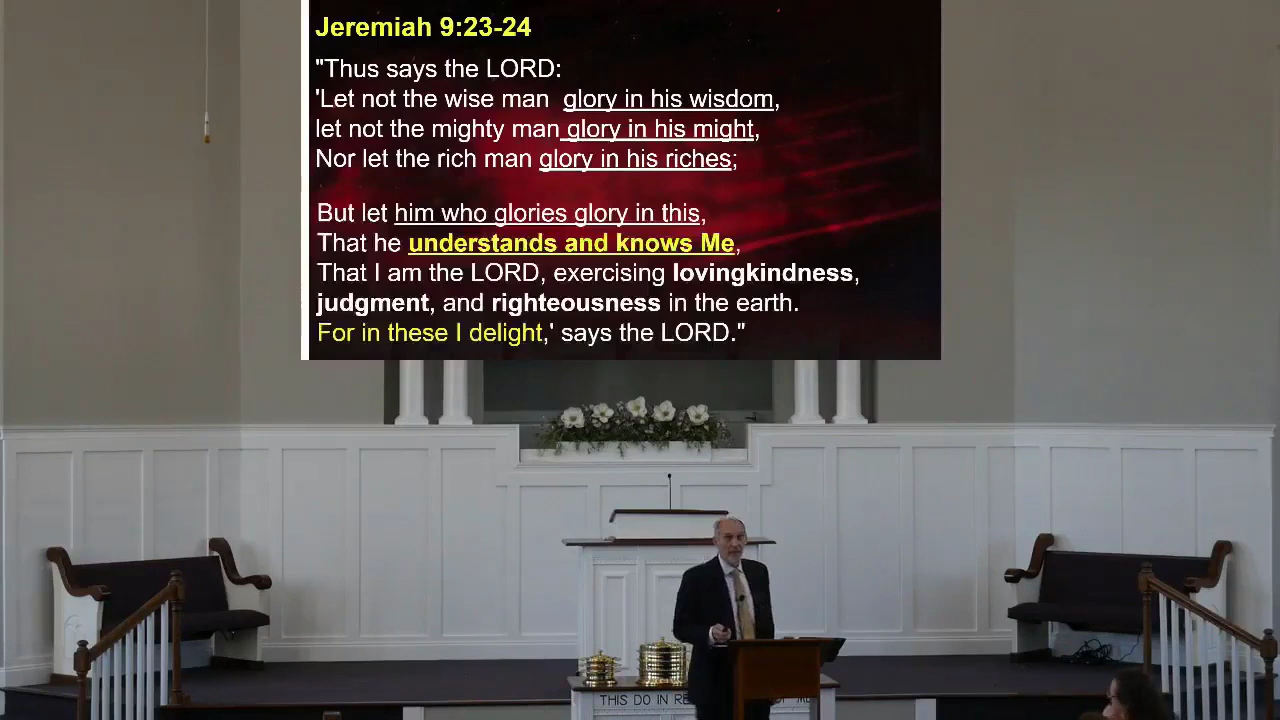 Jeremiah 9:23-24
"Thus says the LORD:
'Let not the wise man glory in his wisdom,
let not the mighty man glory in his might,
Nor let the rich man glory in his riches;
But let him who glories glory in this,
That he understands and knows Me,
That I am the LORD, exercising lovingkindness,
judgment, and righteousness in the earth.
For in these I delight,' says the LORD."
THIS DO IN